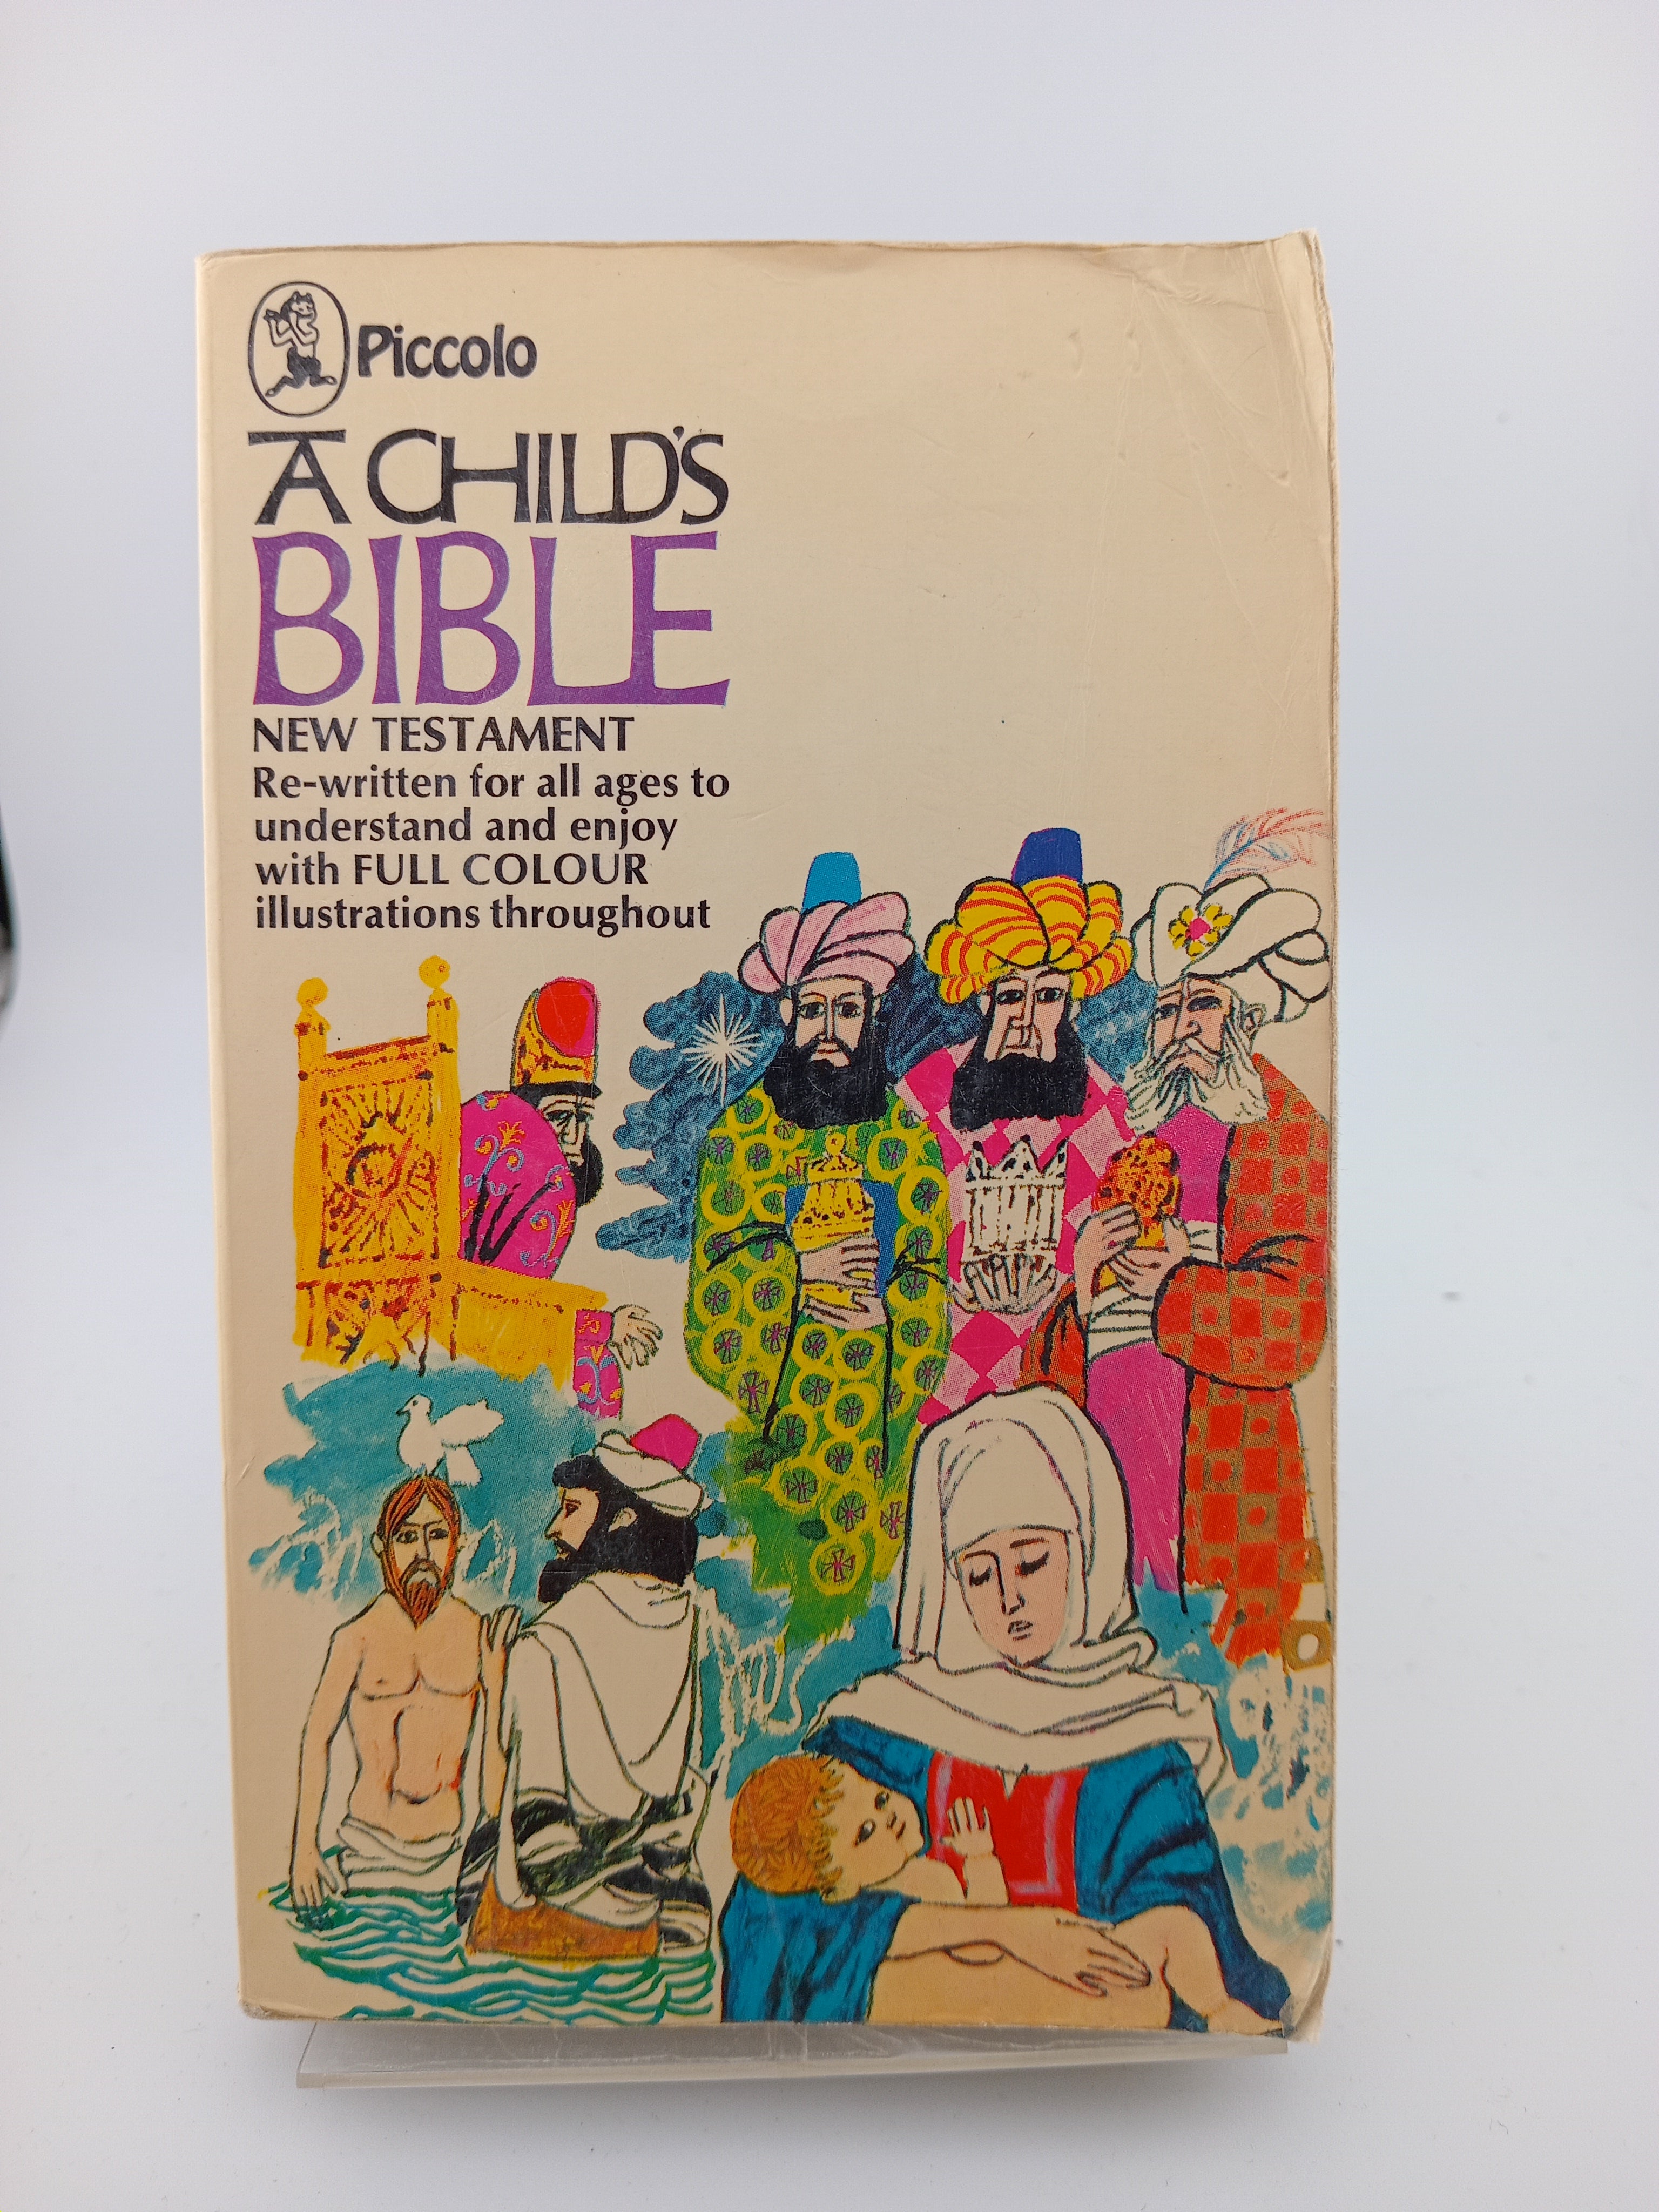 Piccolo
A CHILD'S
BIBLE
NEW TESTAMENT
Re-written for all ages to
understand and enjoy
with FULL COLOUR
illustrations throughout